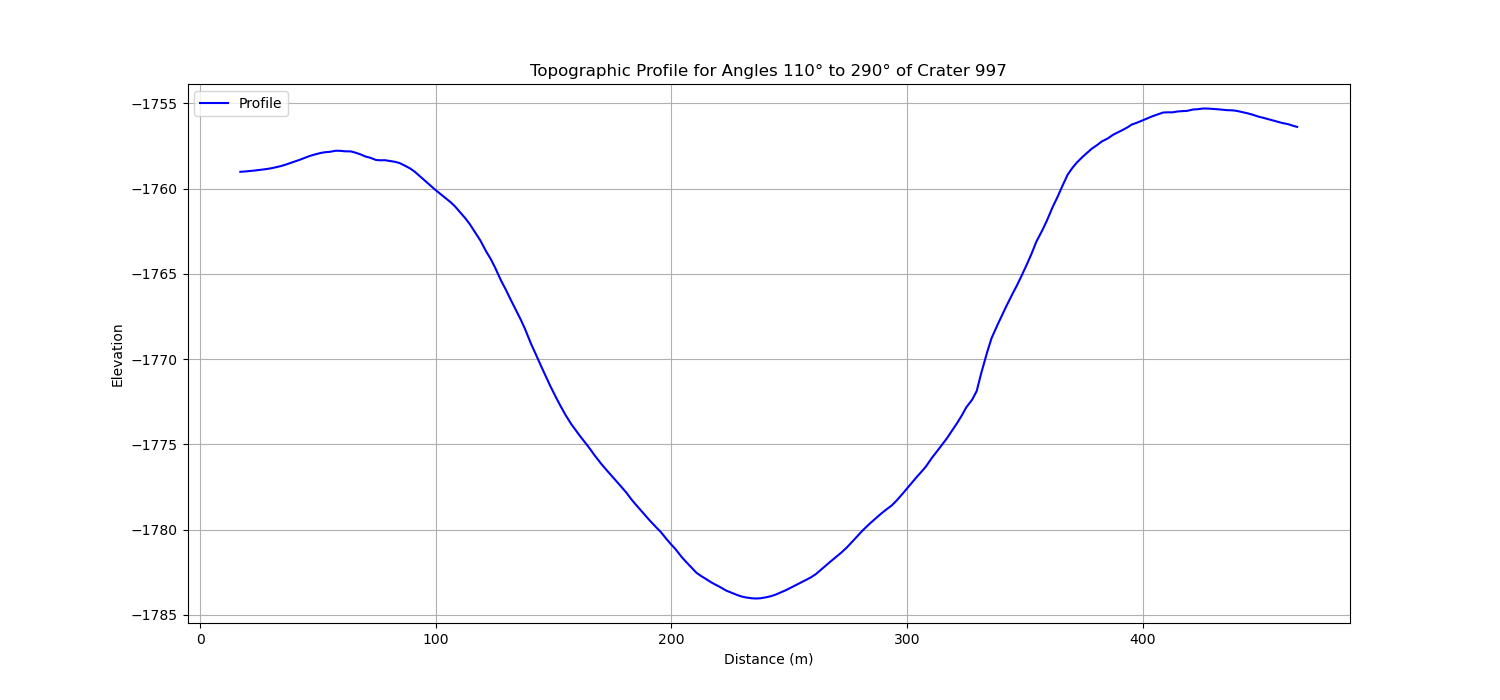 Topographic Profile for Angles 110° to 290° of Crater 997
Profile
−1755
−1760
−1765
−1770
−1775
−1780
−1785
Elevation
0 100 200 300 400
Distance (m)